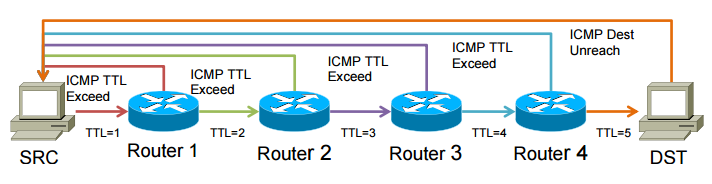 ICMP TTL
Exceed
ICMP TTL
Exceed
ICMP TTL
Exceed
ICMP TTL
Exceed
ICMP Dest
Unreach
TTL=1
TTL=2
TTL=3
TTL=4
TTL=5
SRC
Router 1
Router 2
Router 3
Router 4
DST